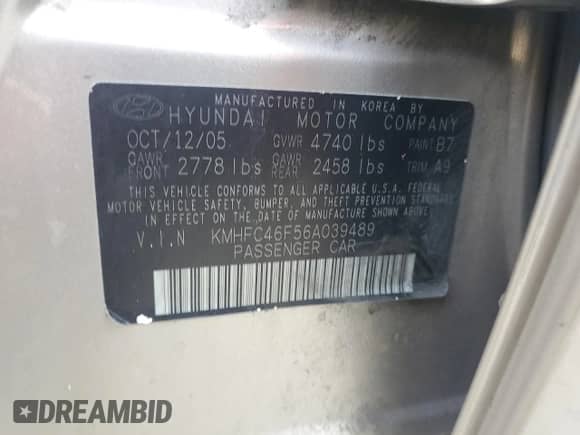 MANUFACTURED IN KOREA BY
HYUNDAI MOTOR COMPANY
OCT/12/05 GVWR 4740 lbs PAINT B7
GAWR FRONT 2778 lbs GAWR REAR 2458 lbs TRIM A9
THIS VEHICLE CONFORMS TO ALL APPLICABLE U.S.A. FEDERAL
MOTOR VEHICLE SAFETY, BUMPER, AND THEFT PREVENTION STANDARDS
IN EFFECT ON THE DATE OF MANUFACTURE SHOWN ABOVE.
V.I.N KMHFC46F56A039489
PASSENGER CAR
DREAMBID